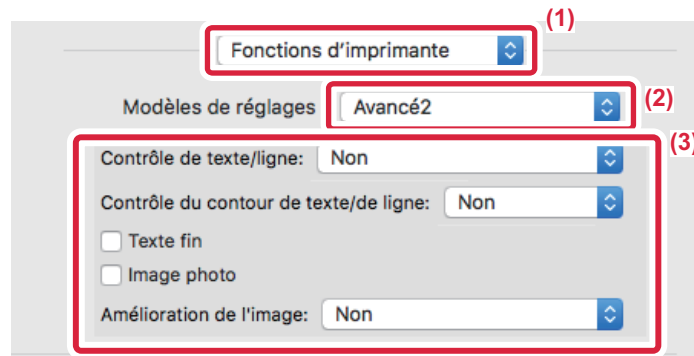 (1)
Fonctions d'imprimante
Modèles de réglages Avancé2 (2)
(3)
Contrôle de texte/ligne: Non
Contrôle du contour de texte/de ligne: Non
Texte fin
Image photo
Amélioration de l'image: Non